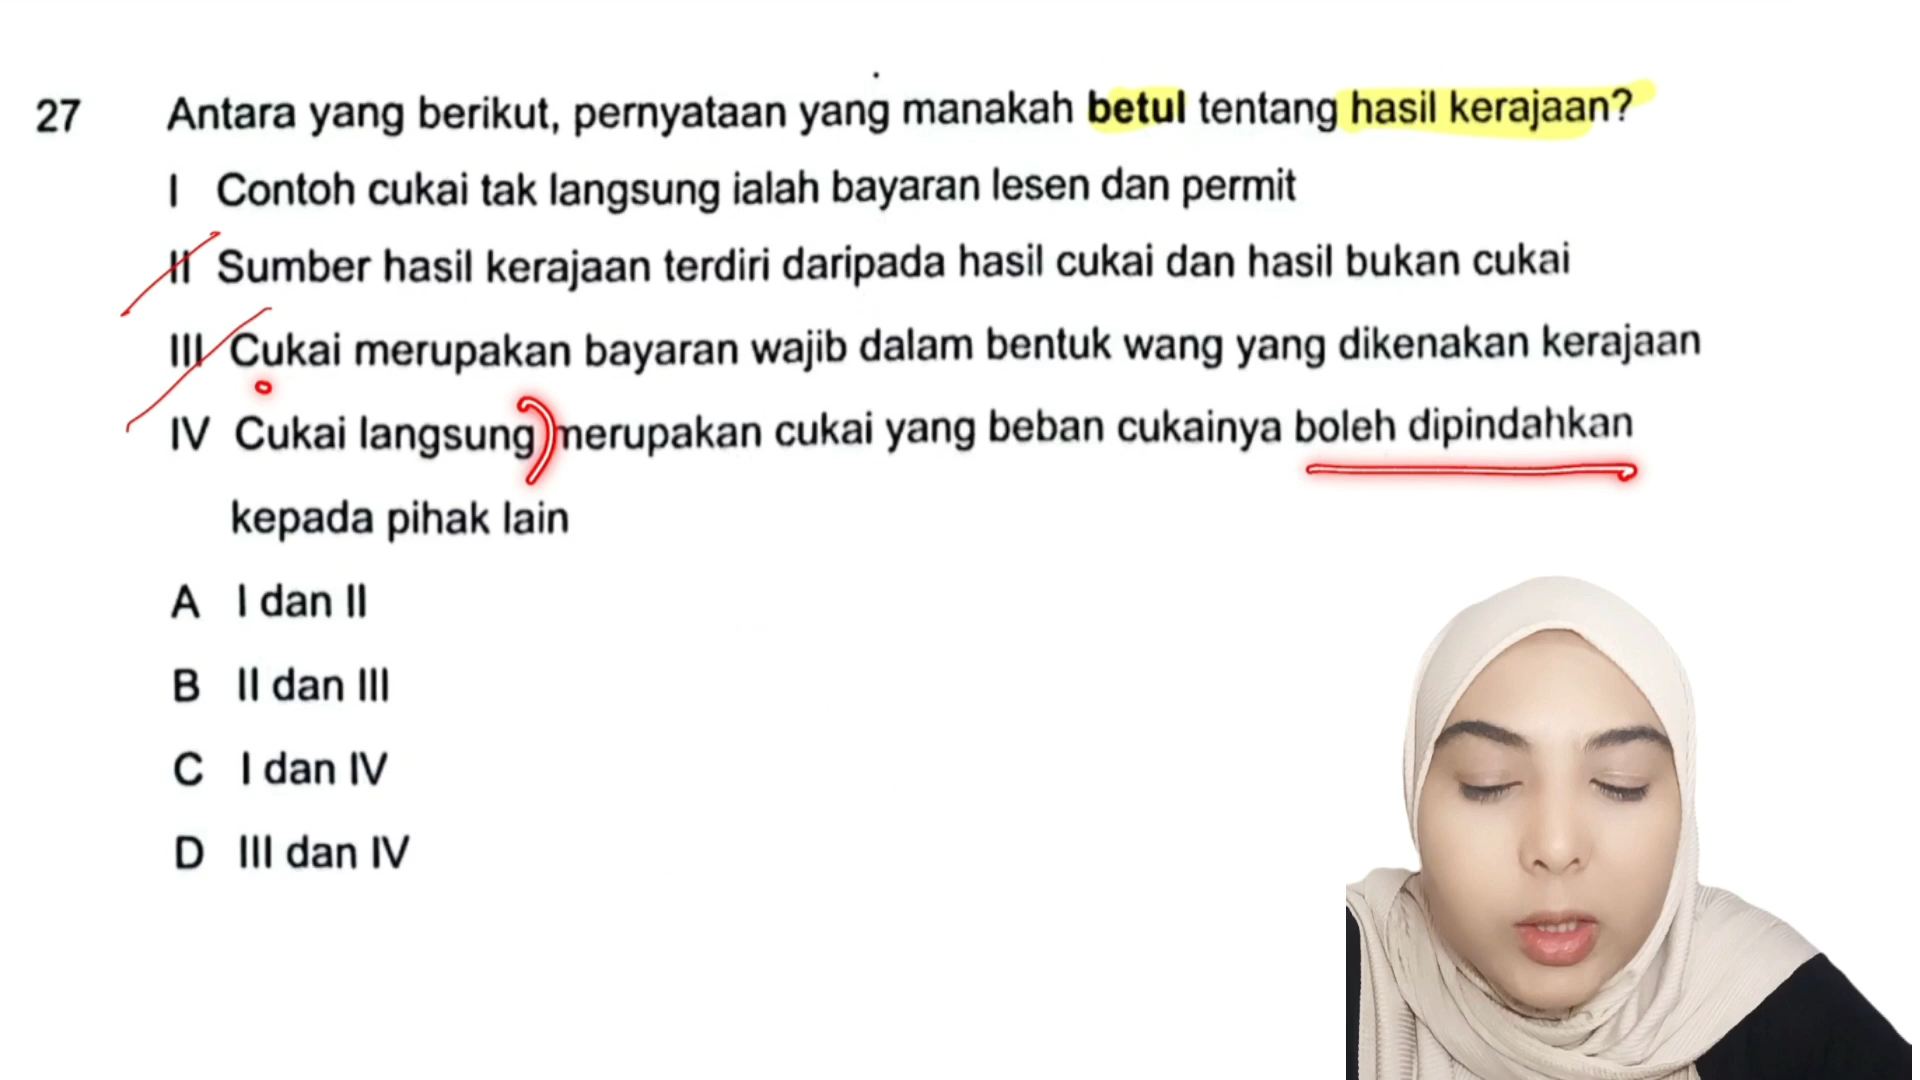 27 Antara yang berikut, pernyataan yang manakah betul tentang hasil kerajaan?
I Contoh cukai tak langsung ialah bayaran lesen dan permit
II Sumber hasil kerajaan terdiri daripada hasil cukai dan hasil bukan cukai
III Cukai merupakan bayaran wajib dalam bentuk wang yang dikenakan kerajaan
IV Cukai langsung merupakan cukai yang beban cukainya boleh dipindahkan
kepada pihak lain
A I dan II
B II dan III
C I dan IV
D III dan IV